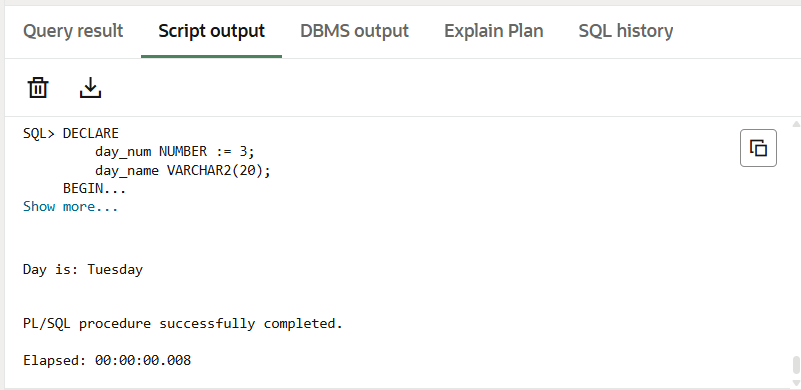 Query result Script output DBMS output Explain Plan SQL history
SQL> DECLARE
         day_num NUMBER := 3;
         day_name VARCHAR2(20);
     BEGIN...
Show more...
Day is: Tuesday
PL/SQL procedure successfully completed.
Elapsed: 00:00:00.008